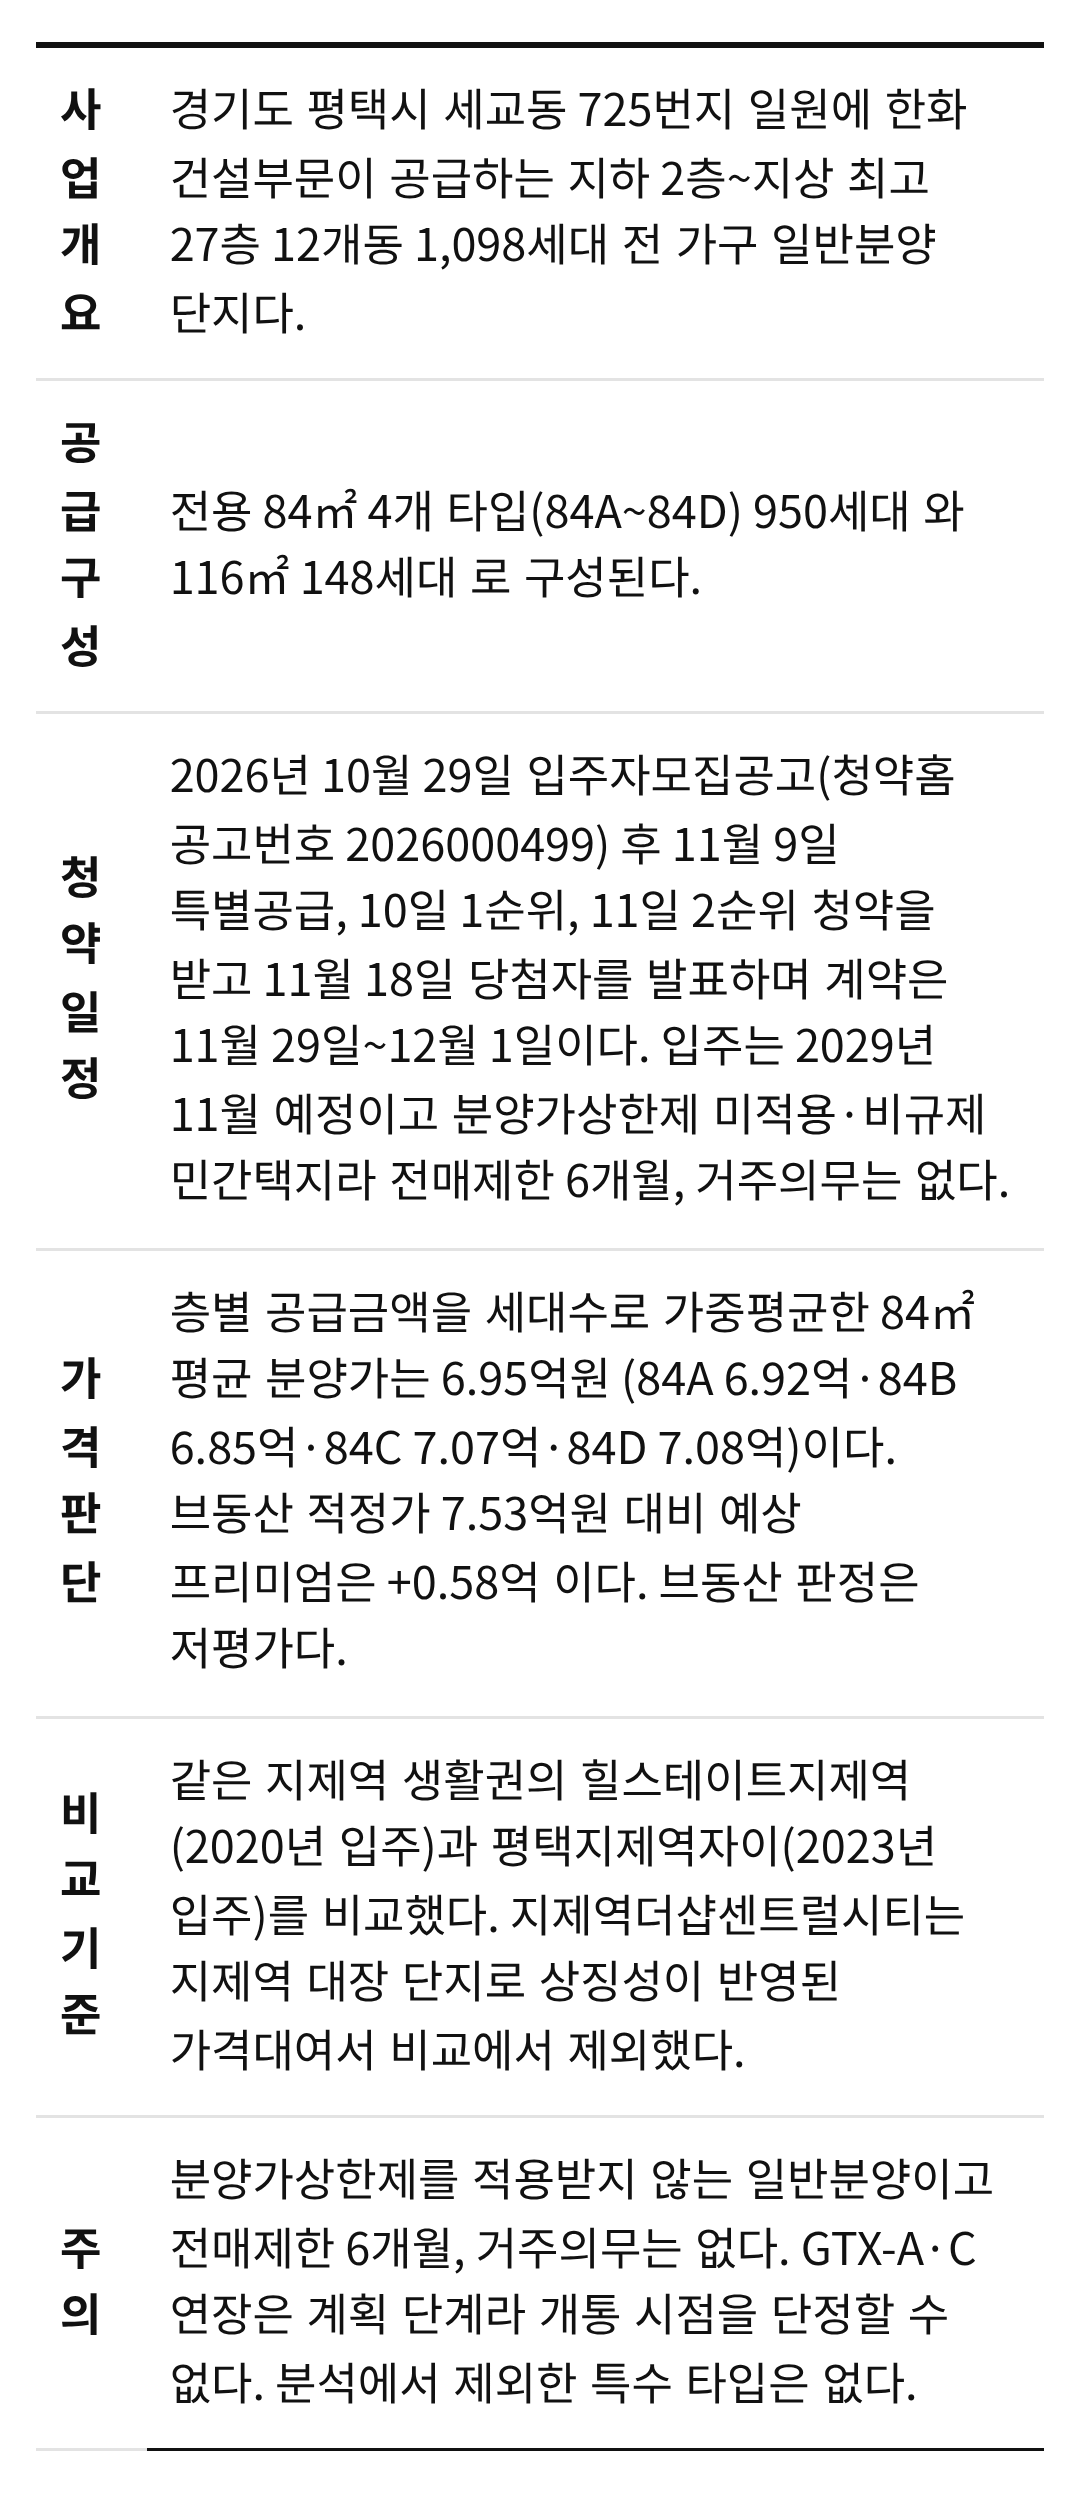 사업개요
경기도 평택시 세교동 725번지 일원에 한화
건설부문이 공급하는 지하 2층~지상 최고
27층 12개동 1,098세대 전 가구 일반분양
단지다.
공급구성
전용 84㎡ 4개 타입(84A~84D) 950세대 와
116㎡ 148세대 로 구성된다.
청약일정
2026년 10월 29일 입주자모집공고(청약홈
공고번호 2026000499) 후 11월 9일
특별공급, 10일 1순위, 11일 2순위 청약을
받고 11월 18일 당첨자를 발표하며 계약은
11월 29일~12월 1일이다. 입주는 2029년
11월 예정이고 분양가상한제 미적용·비규제
민간택지라 전매제한 6개월, 거주의무는 없다.
가격판단
층별 공급금액을 세대수로 가중평균한 84㎡
평균 분양가는 6.95억원 (84A 6.92억·84B
6.85억·84C 7.07억·84D 7.08억)이다.
브동산 적정가 7.53억원 대비 예상
프리미엄은 +0.58억 이다. 브동산 판정은
저평가다.
비교기준
같은 지제역 생활권의 힐스테이트지제역
(2020년 입주)과 평택지제역자이(2023년
입주)를 비교했다. 지제역더샵센트럴시티는
지제역 대장 단지로 상징성이 반영된
가격대여서 비교에서 제외했다.
주의
분양가상한제를 적용받지 않는 일반분양이고
전매제한 6개월, 거주의무는 없다. GTX-A·C
연장은 계획 단계라 개통 시점을 단정할 수
없다. 분석에서 제외한 특수 타입은 없다.